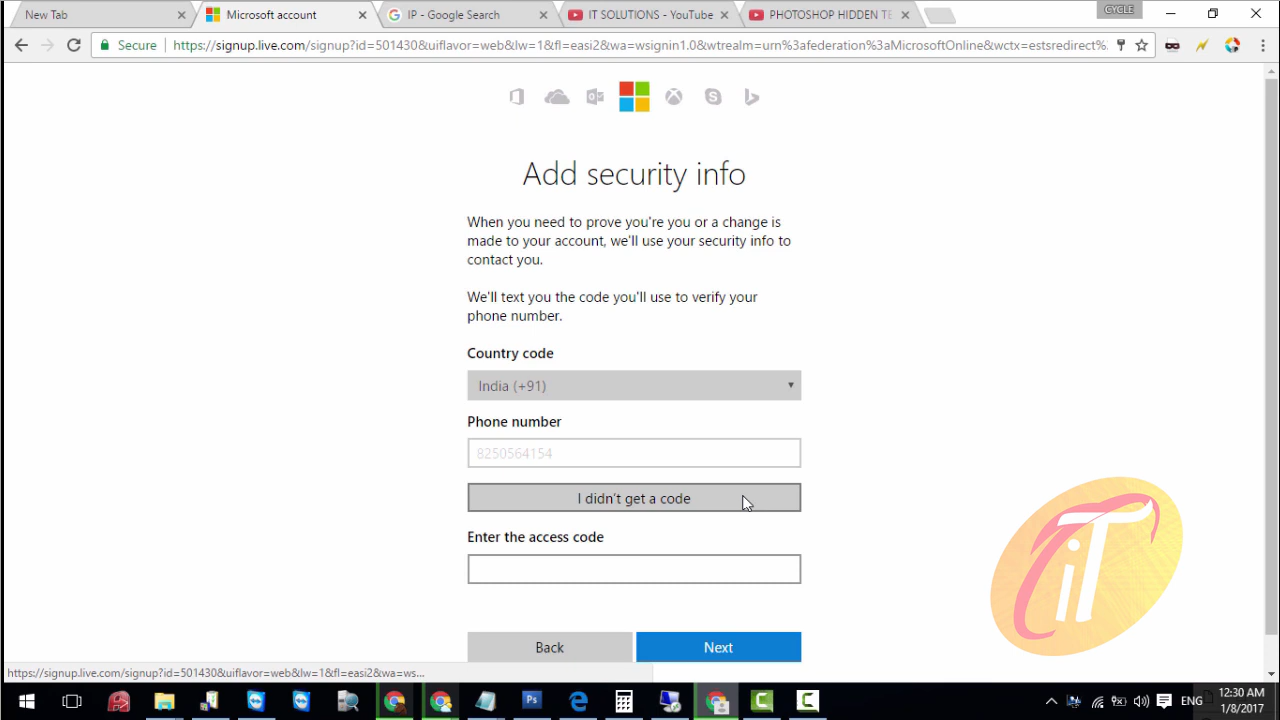 New Tab
Microsoft account
IP - Google Search
IT SOLUTIONS - YouTube
PHOTOSHOP HIDDEN TE
CYCLE
Secure
https://signup.live.com/signup?id=501430&uiflavor=web&lw=1&fl=easi2&wa=wsignin1.0&wtrealm=urn%3afederation%3aMicrosoftOnline&wctx=estsredirect%
Add security info
When you need to prove you're you or a change is
made to your account, we'll use your security info to
contact you.
We'll text you the code you'll use to verify your
phone number.
Country code
India (+91)
Phone number
8250564154
I didn't get a code
Enter the access code
iT
Back
Next
https://signup.live.com/signup?id=501430&uiflavor=web&lw=1&fl=easi2&wa=ws...
Ps
ENG
12:30 AM
1/8/2017